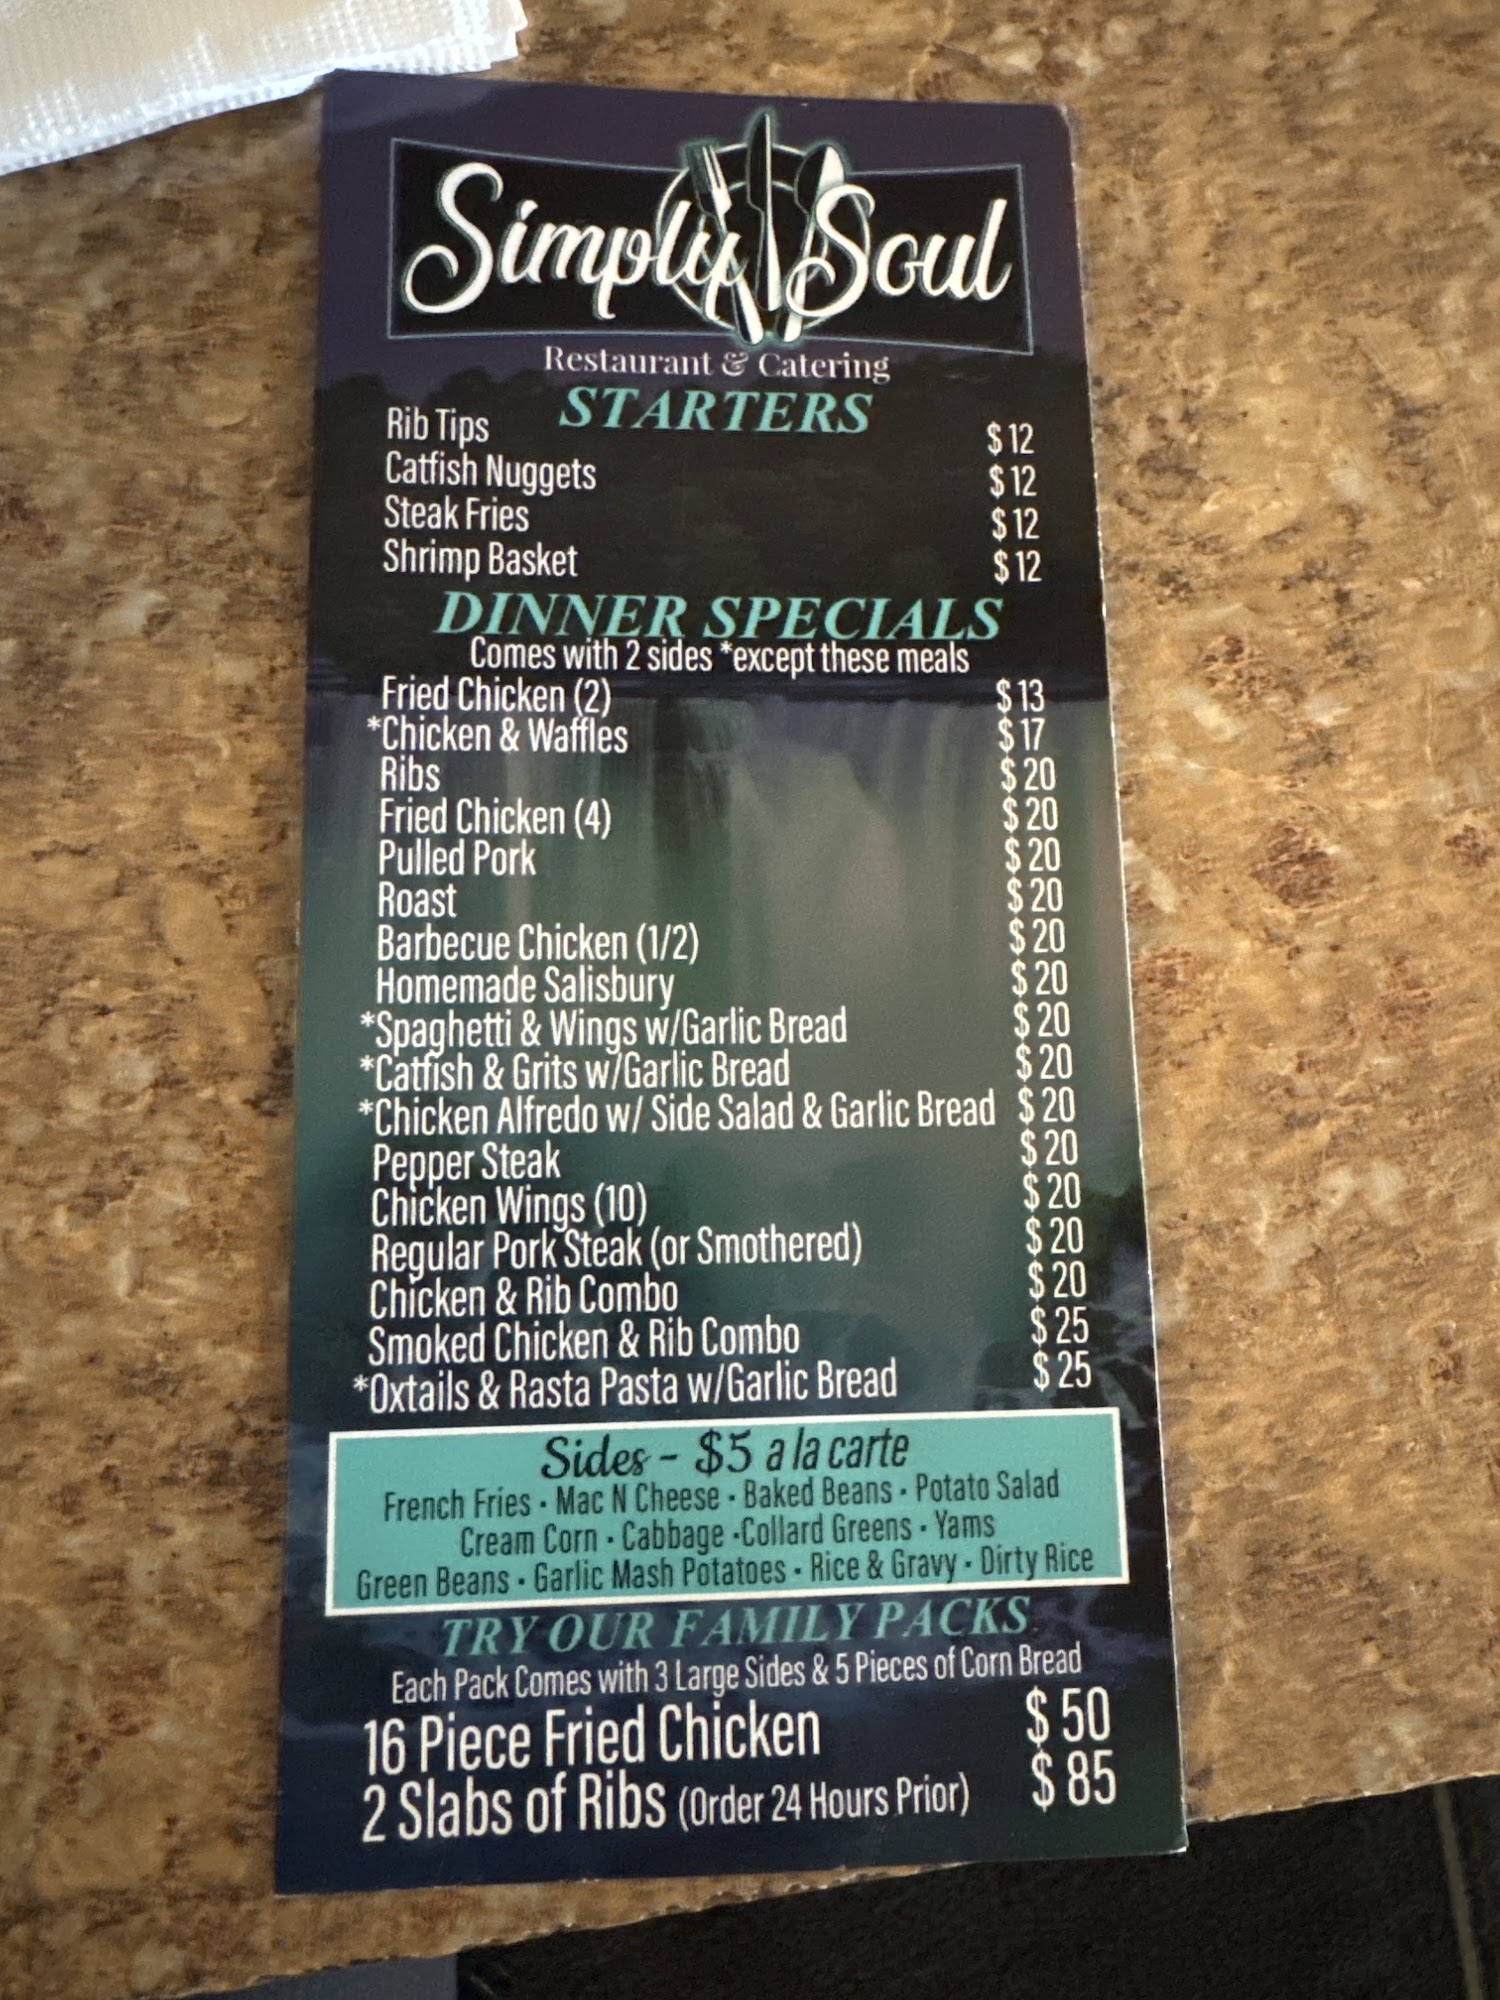 Simply Soul
Restaurant & Catering
STARTERS
Rib Tips $12
Catfish Nuggets $12
Steak Fries $12
Shrimp Basket $12
DINNER SPECIALS
Comes with 2 sides *except these meals
Fried Chicken (2) $13
*Chicken & Waffles $17
Ribs $20
Fried Chicken (4) $20
Pulled Pork $20
Roast $20
Barbecue Chicken (1/2) $20
Homemade Salisbury $20
*Spaghetti & Wings w/Garlic Bread $20
*Catfish & Grits w/Garlic Bread $20
*Chicken Alfredo w/ Side Salad & Garlic Bread $20
Pepper Steak $20
Chicken Wings (10) $20
Regular Pork Steak (or Smothered) $20
Chicken & Rib Combo $20
Smoked Chicken & Rib Combo $25
*Oxtails & Rasta Pasta w/Garlic Bread $25
Sides - $5 a la carte
French Fries • Mac N Cheese • Baked Beans • Potato Salad
Cream Corn • Cabbage •Collard Greens • Yams
Green Beans • Garlic Mash Potatoes • Rice & Gravy • Dirty Rice
TRY OUR FAMILY PACKS
Each Pack Comes with 3 Large Sides & 5 Pieces of Corn Bread
16 Piece Fried Chicken $50
2 Slabs of Ribs (Order 24 Hours Prior) $85